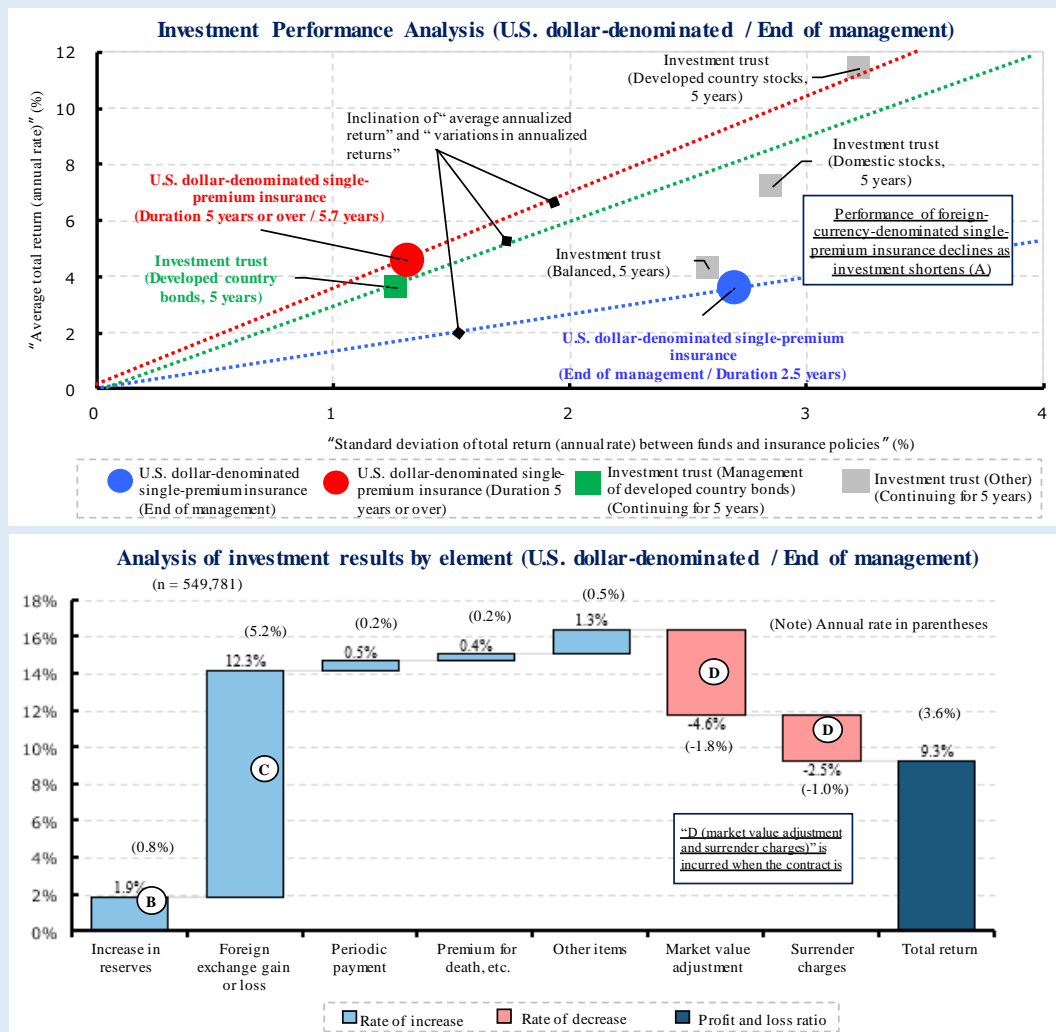 Investment Performance Analysis (U.S. dollar-denominated / End of management)
“Average total return (annual rate)” (%)
12
10
8
6
4
2
0
0
1
2
3
4
Investment trust
(Developed country stocks,
5 years)
Inclination of “ average annualized
return” and “ variations in annualized
returns”
Investment trust
(Domestic stocks,
5 years)
U.S. dollar-denominated single-
premium insurance
(Duration 5 years or over / 5.7 years)
Performance of foreign-
currency-denominated single-
premium insurance declines as
investment shortens (A)
Investment trust
(Developed country
bonds, 5 years)
Investment trust
(Balanced, 5 years)
U.S. dollar-denominated single-premium
insurance
(End of management / Duration 2.5 years)
“Standard deviation of total return (annual rate) between funds and insurance policies” (%)
U.S. dollar-denominated
single-premium insurance
(End of management)
U.S. dollar-denominated single-
premium insurance (Duration 5
years or over)
Investment trust (Management
of developed country bonds)
(Continuing for 5 years)
Investment trust (Other)
(Continuing for 5 years)
Analysis of investment results by element (U.S. dollar-denominated / End of management)
(n = 549,781)
18%
16%
14%
12%
10%
8%
6%
4%
2%
0%
(0.8%)
1.9%
B
(5.2%)
12.3%
C
(0.2%)
0.5%
(0.2%)
0.4%
(0.5%)
1.3%
(Note) Annual rate in parentheses
D
-4.6%
(-1.8%)
D
-2.5%
(-1.0%)
(3.6%)
9.3%
“D (market value adjustment
and surrender charges)” is
incurred when the contract is
Increase in
reserves
Foreign
exchange gain
or loss
Periodic
payment
Premium for
death, etc.
Other items
Market value
adjustment
Surrender
charges
Total return
Rate of increase
Rate of decrease
Profit and loss ratio